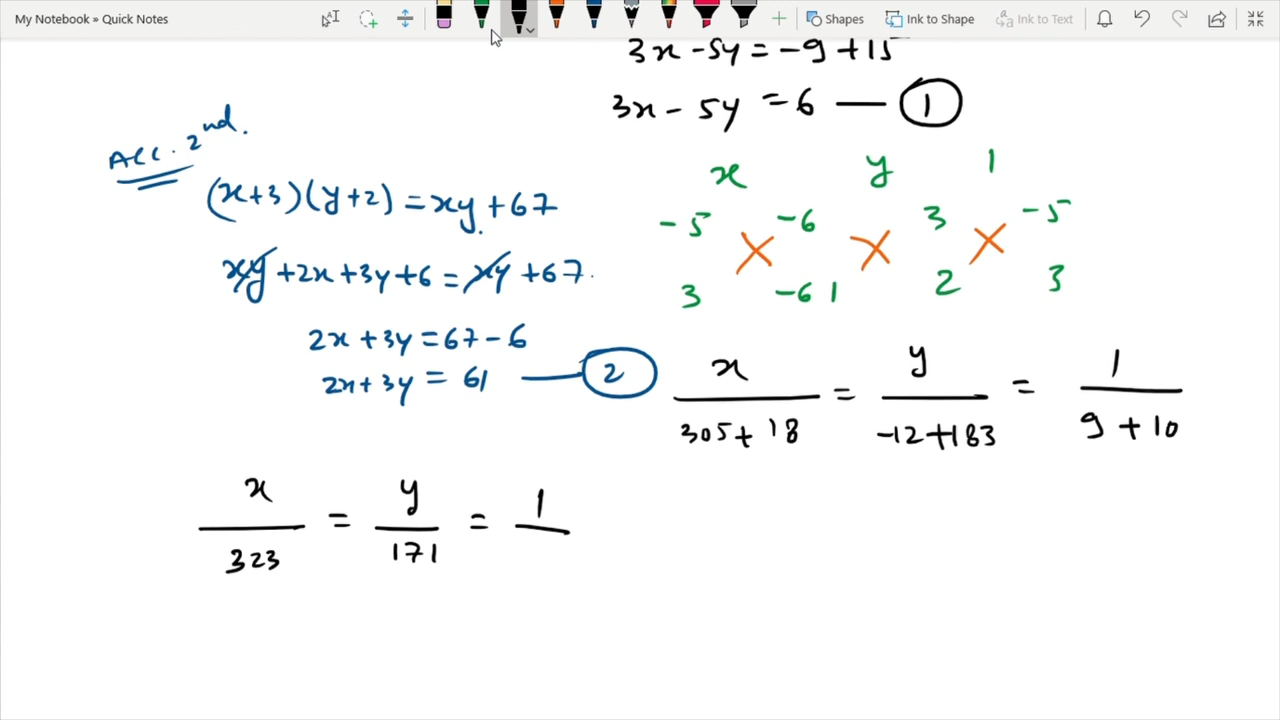 My Notebook » Quick Notes
Shapes
Ink to Shape
Ink to Text
3x - 5y = -9 + 15
3x - 5y = 6 — 1
Acc. 2nd.
(x+3)(y+2) = xy + 67
xy + 2x + 3y + 6 = xy + 67.
2x + 3y = 67 - 6
2x + 3y = 61 — 2
x y 1
-5 -6 3 -5
3 -61 2 3
x/305+18 = y/-12+183 = 1/9+10
x/323 = y/171 = 1/